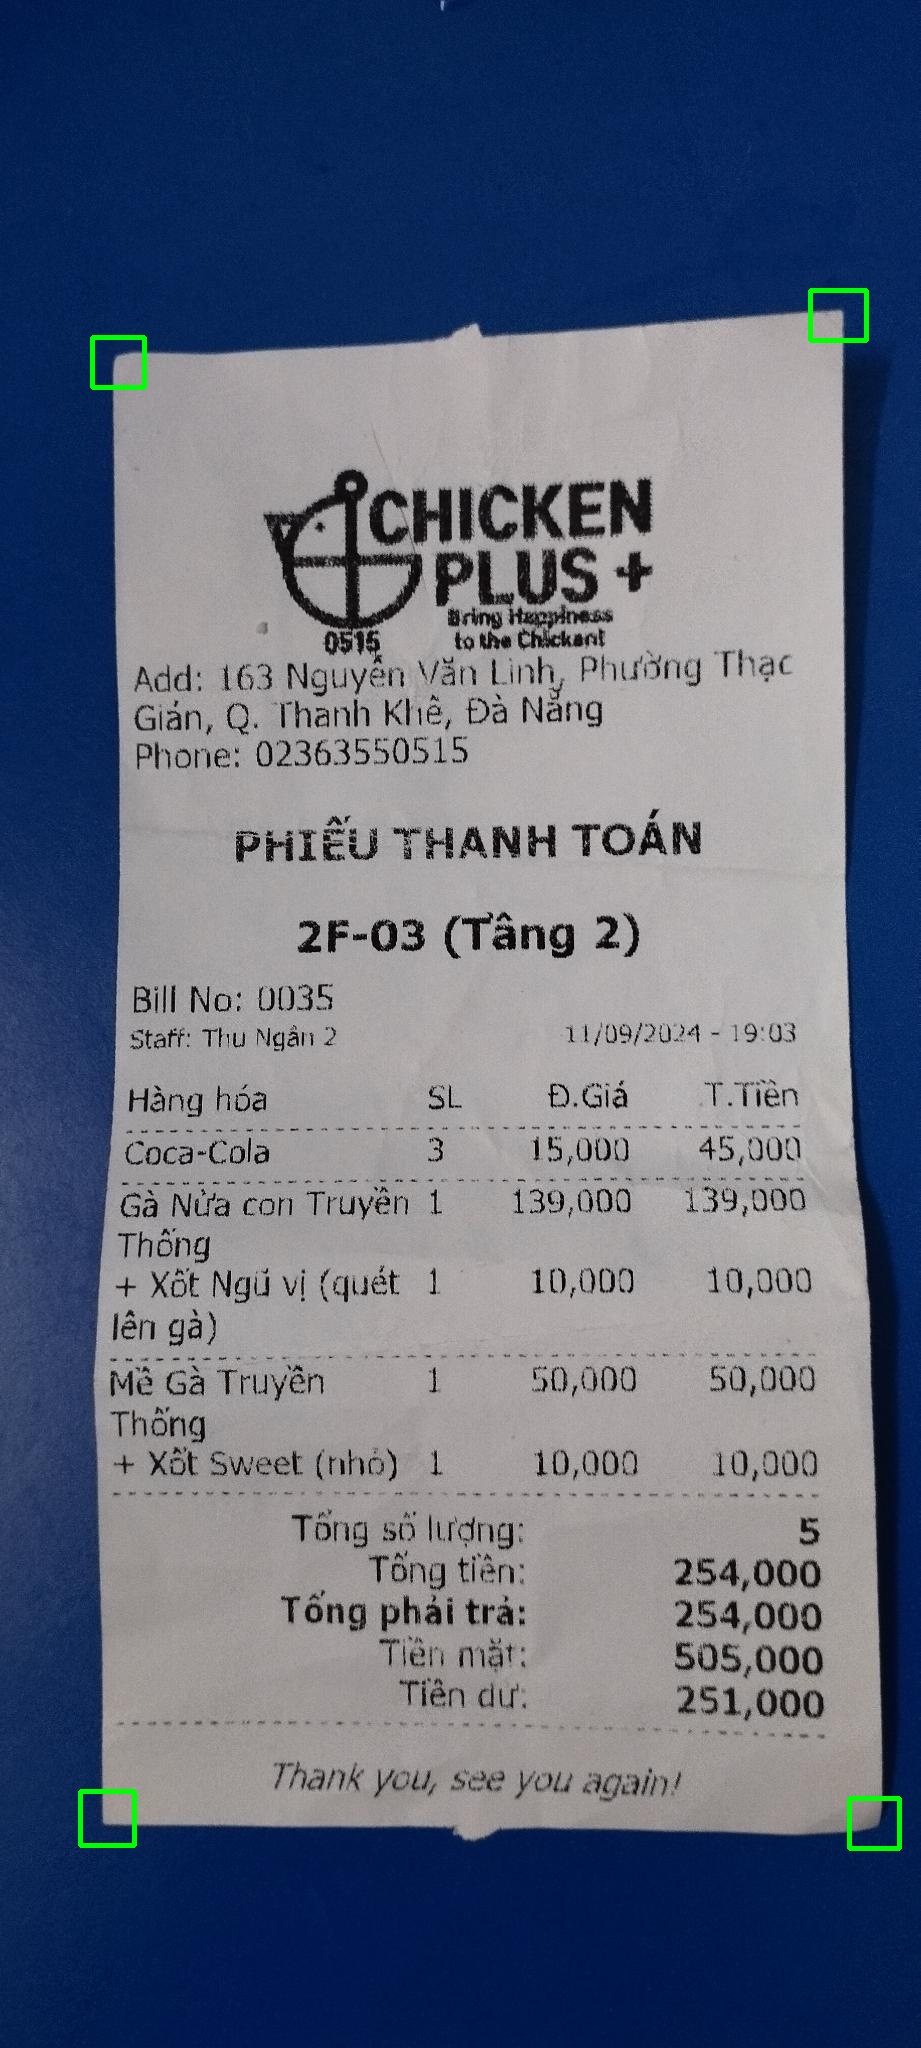 CHICKEN
PLUS +
Bring Happiness
to the Chicken!
0515
Add: 163 Nguyễn Văn Linh, Phường Thạc
Gián, Q. Thanh Khê, Đà Nẵng
Phone: 02363550515
PHIẾU THANH TOÁN
2F-03 (Tầng 2)
Bill No: 0035
Staff: Thu Ngân 2 11/09/2024 - 19:03
Hàng hóa SL Đ.Giá T.Tiền
Coca-Cola 3 15,000 45,000
Gà Nửa con Truyền 1 139,000 139,000
Thống
+ Xốt Ngũ vị (quét 1 10,000 10,000
lên gà)
Mề Gà Truyền 1 50,000 50,000
Thống
+ Xốt Sweet (nhỏ) 1 10,000 10,000
Tổng số lượng: 5
Tổng tiền: 254,000
Tổng phải trả: 254,000
Tiền mặt: 505,000
Tiền dư: 251,000
Thank you, see you again!